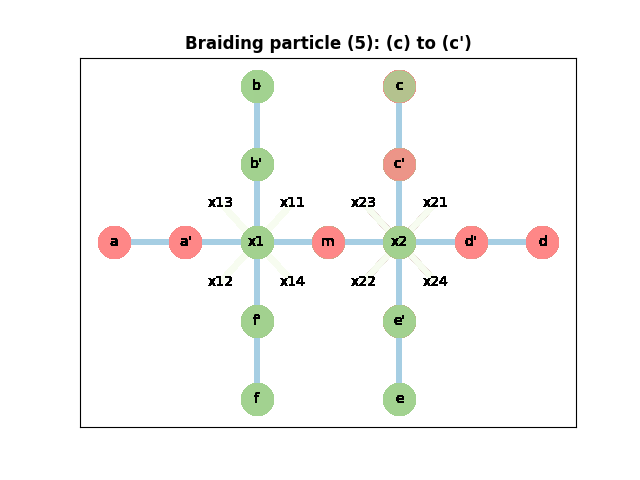 Braiding particle (5): (c) to (c')
b c
b' c'
x13 x11 x23 x21
a a' x1 m x2 d' d
x12 x14 x22 x24
f' e'
f e